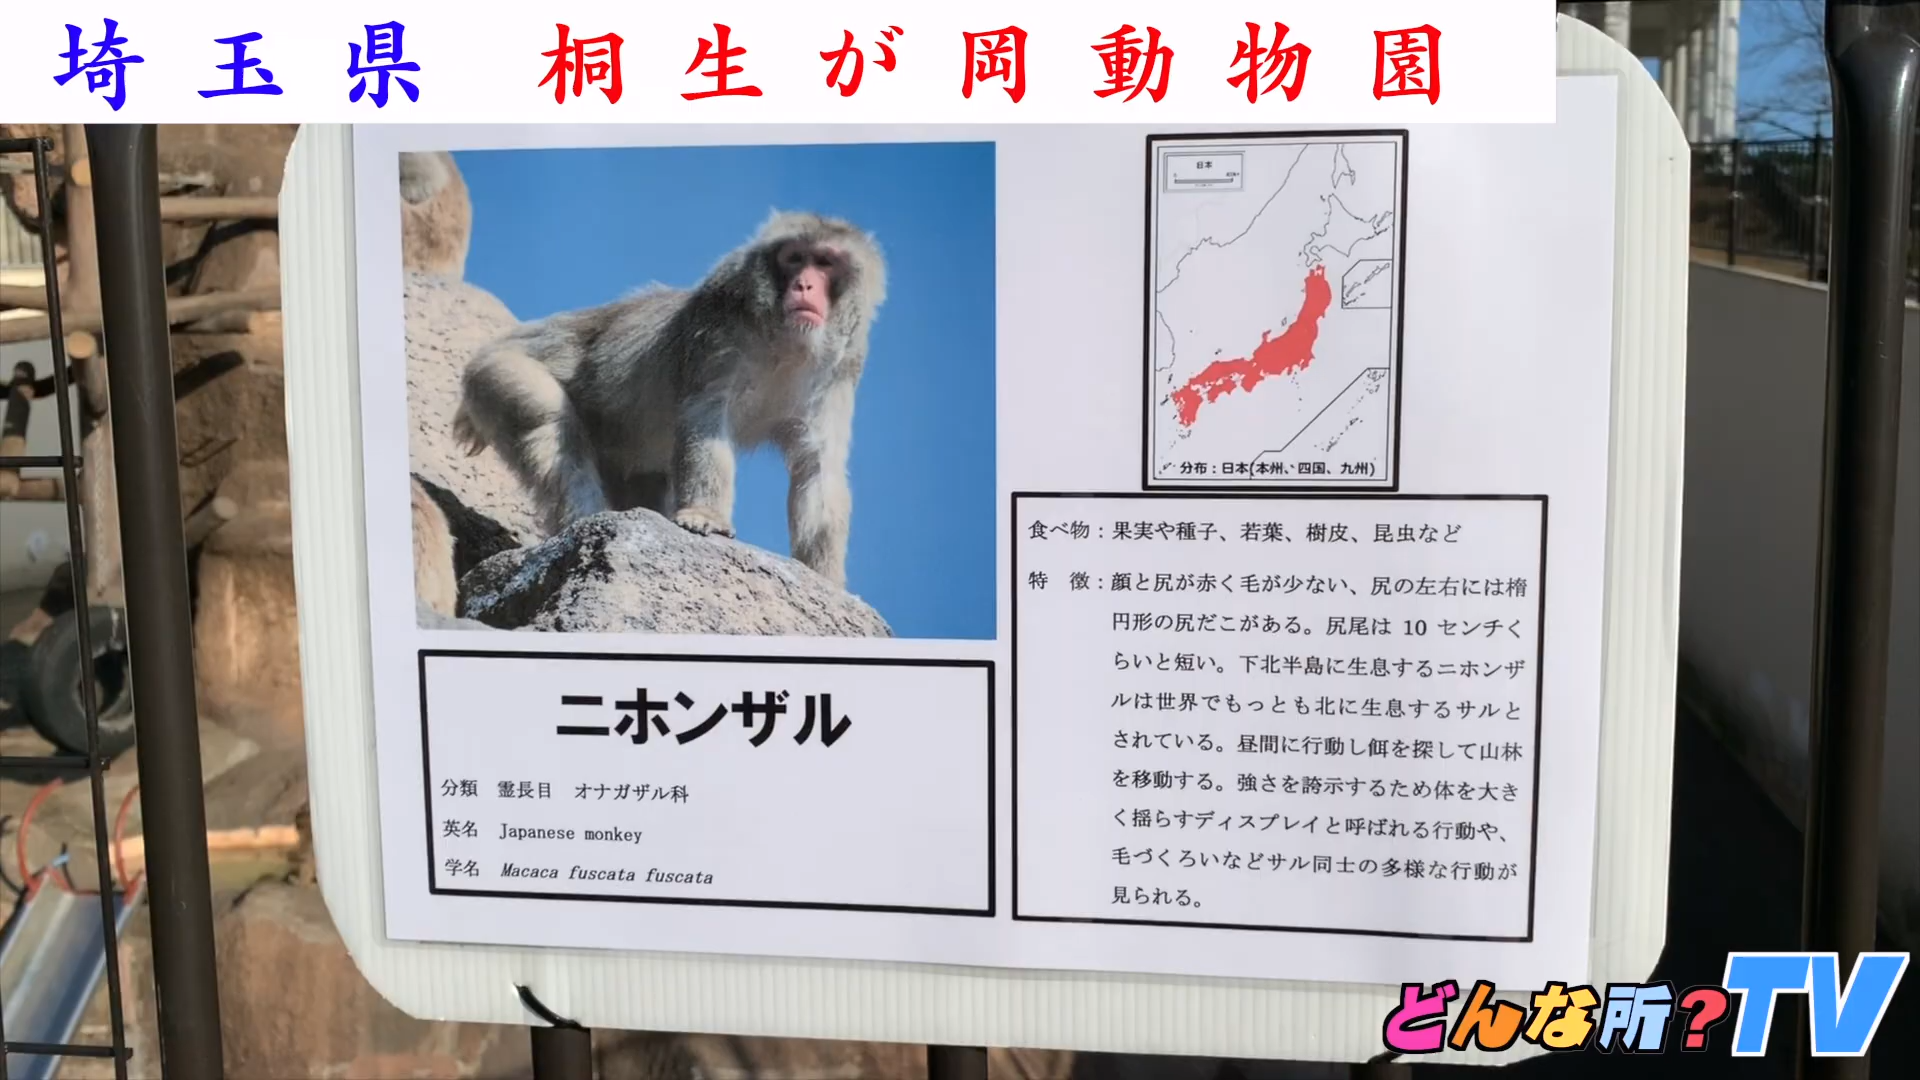 埼玉県 桐生が岡動物園
日本
分布：日本(本州、四国、九州)
ニホンザル
分類 霊長目 オナガザル科
英名 Japanese monkey
学名 Macaca fuscata fuscata
食べ物：果実や種子、若葉、樹皮、昆虫など
特 徴：顔と尻が赤く毛が少ない、尻の左右には楕
円形の尻だこがある。尻尾は 10 センチく
らいと短い。下北半島に生息するニホンザ
ルは世界でもっとも北に生息するサルと
されている。昼間に行動し餌を探して山林
を移動する。強さを誇示するため体を大き
く揺らすディスプレイと呼ばれる行動や、
毛づくろいなどサル同士の多様な行動が
見られる。
どんな所?TV